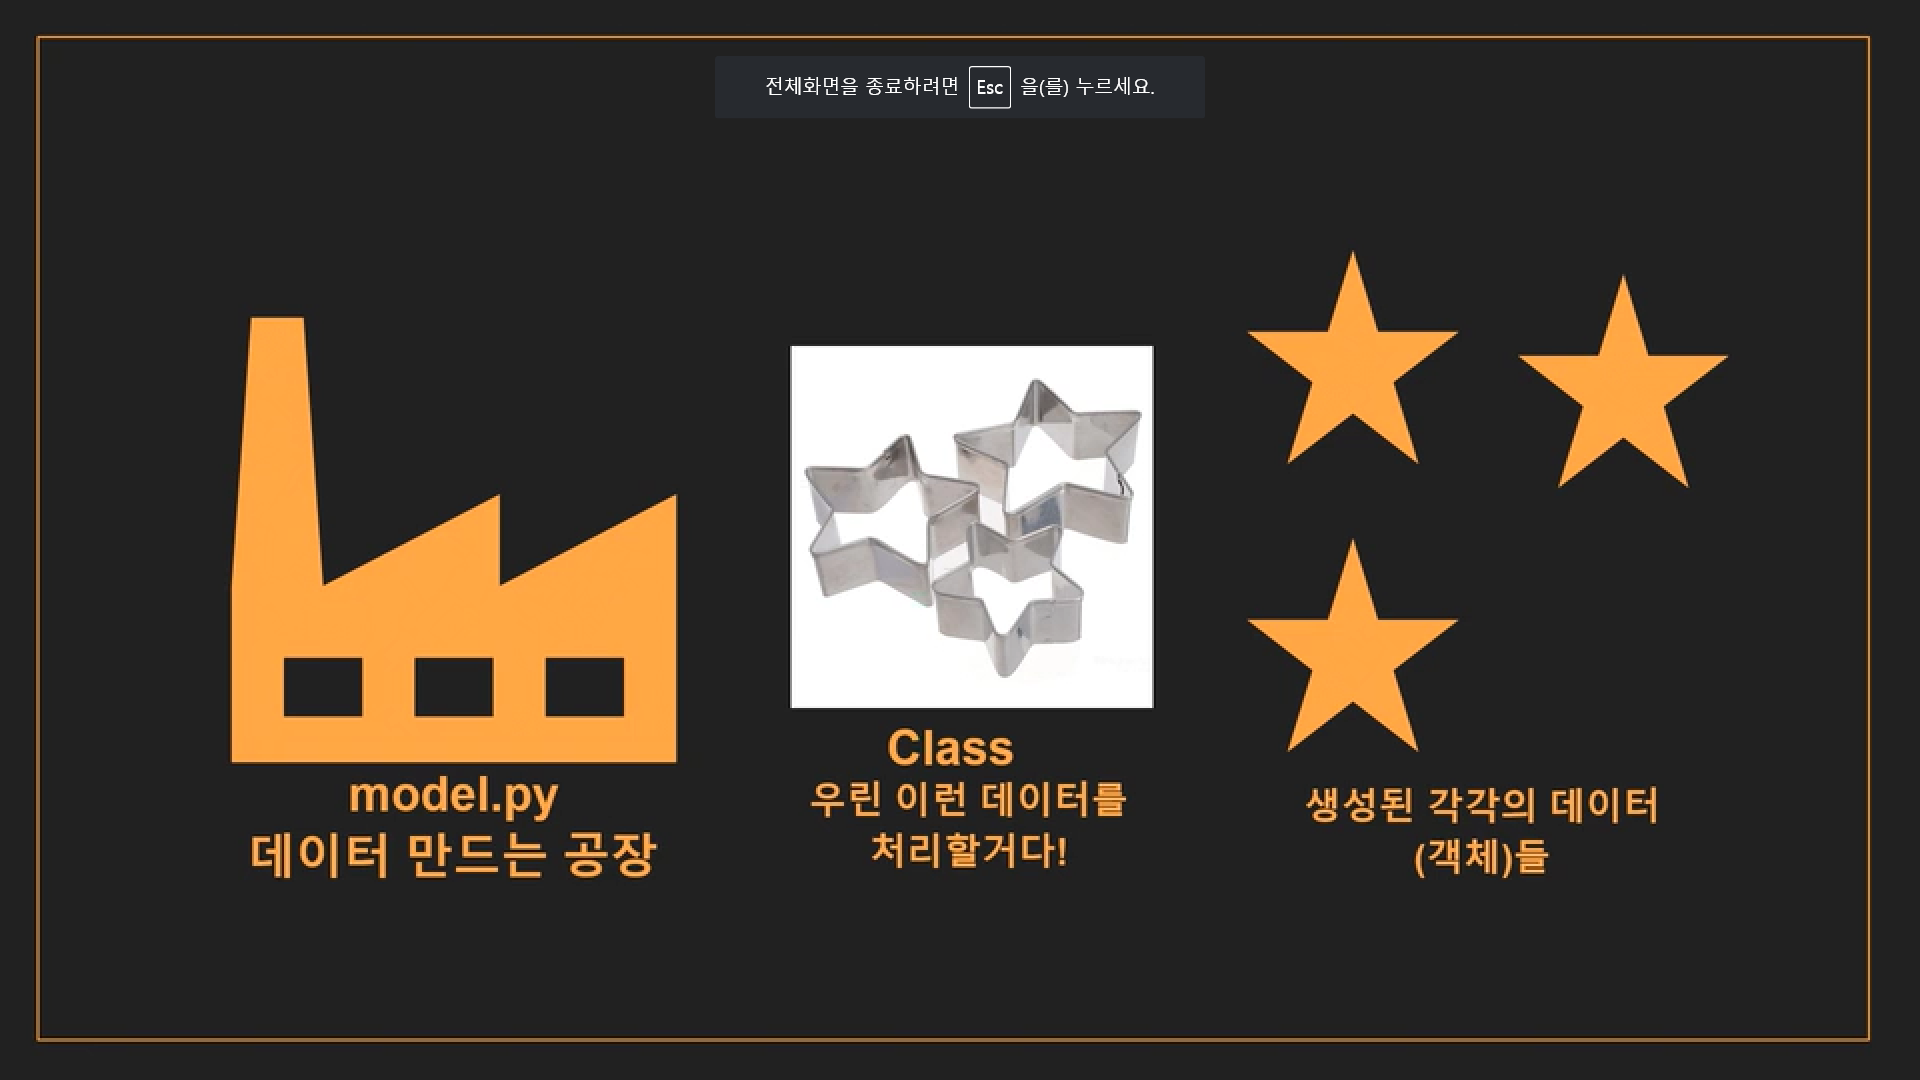 전체화면을 종료하려면 Esc 을(를) 누르세요.
model.py
데이터 만드는 공장
Class
우린 이런 데이터를
처리할거다!
생성된 각각의 데이터
(객체)들